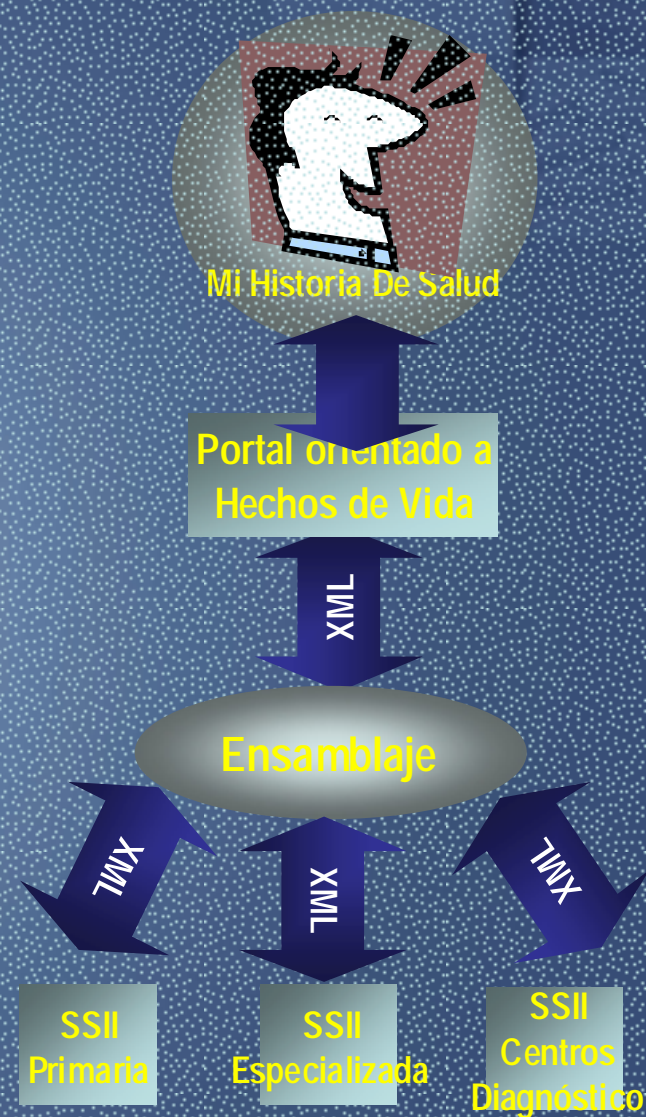 Mi Historia De Salud
Portal orientado a
Hechos de Vida
XML
Ensamblaje
XML
XML
XML
SSII
Primaria
SSII
Especializada
SSII
Centros
Diagnóstico